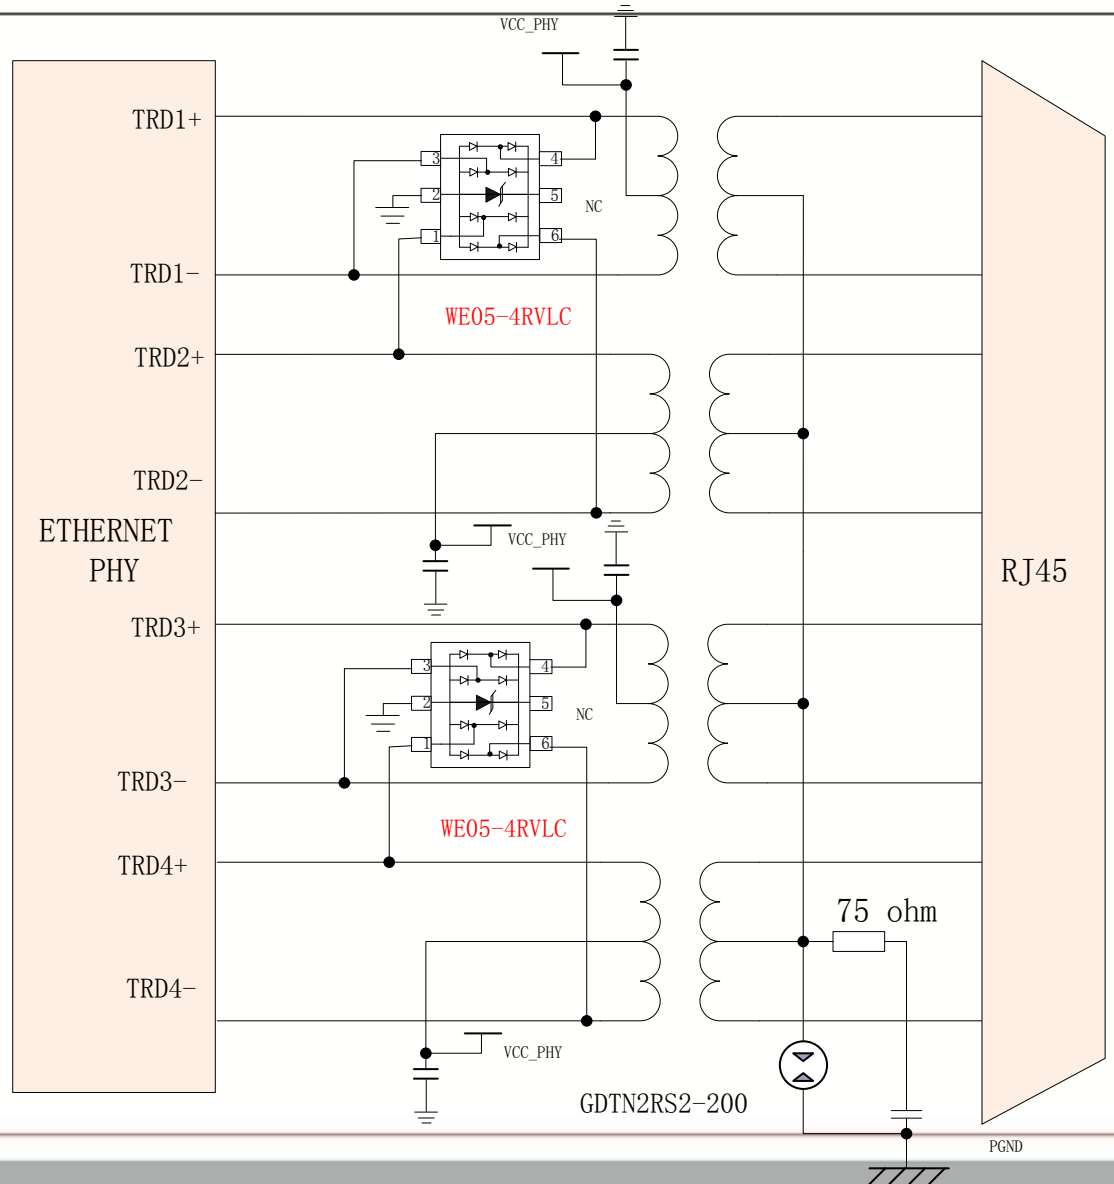 VCC_PHY
TRD1+
3
4
2
5
NC
1
6
TRD1-
WE05-4RVLC
TRD2+
TRD2-
ETHERNET
PHY
VCC_PHY
RJ45
TRD3+
3
4
2
5
NC
1
6
TRD3-
WE05-4RVLC
TRD4+
75 ohm
TRD4-
VCC_PHY
GDTN2RS2-200
PGND